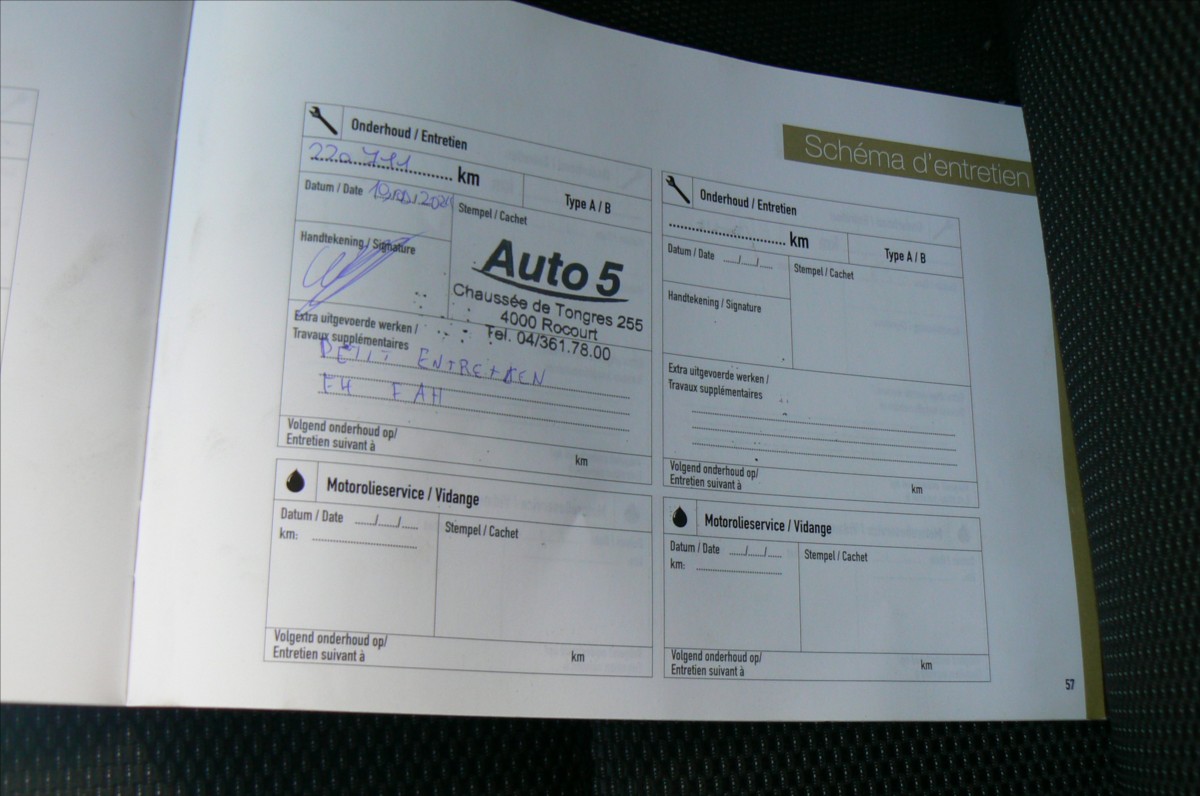 Schéma d'entretien
Onderhoud / Entretien
km
Type A / B
Datum / Date
Stempel / Cachet
Handtekening / Signature
Auto 5
Chaussée de Tongres 255
4000 Rocourt
Tel. 04/361.78.00
Extra uitgevoerde werken /
Travaux supplémentaires
PETIT ENTRETIEN
FH FAH
Volgend onderhoud op/
Entretien suivant à
km
Onderhoud / Entretien
km
Type A / B
Datum / Date ...../...../.....
Stempel / Cachet
Handtekening / Signature
Extra uitgevoerde werken /
Travaux supplémentaires
Volgend onderhoud op/
Entretien suivant à
km
Motorolieservice / Vidange
Datum / Date ...../...../.....
Stempel / Cachet
km:
Volgend onderhoud op/
Entretien suivant à
km
Motorolieservice / Vidange
Datum / Date ...../...../.....
Stempel / Cachet
km:
Volgend onderhoud op/
Entretien suivant à
km
57